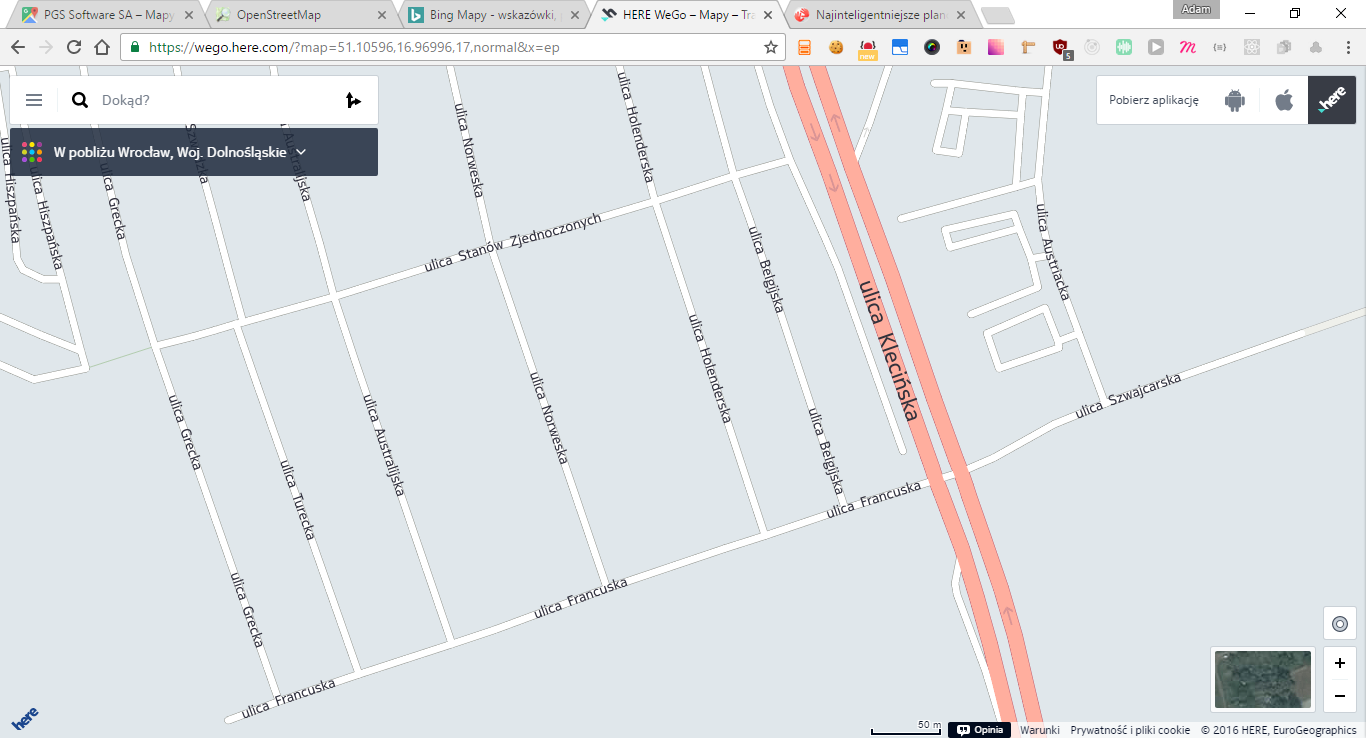 Adam
PGS Software SA – Mapy
OpenStreetMap
Bing Mapy - wskazówki,
HERE WeGo – Mapy – Tra
Najinteligentniejsze plan
https://wego.here.com/?map=51.10596,16.96996,17,normal&x=ep
new
5
Dokąd?
Pobierz aplikację
here
W pobliżu Wrocław, Woj. Dolnośląskie
ulica Hiszpańska
ulica Hiszpańska
ulica Grecka
Szwedzka
Australijska
ulica Norweska
ulica Holenderska
ulica Stanów Zjednoczonych
ulica Belgijska
ulica Austriacka
ulica Klecińska
ulica Holenderska
ulica Norweska
ulica Szwajcarska
ulica Grecka
ulica Australijska
ulica Belgijska
ulica Turecka
ulica Francuska
ulica Grecka
ulica Francuska
ulica Francuska
here
50 m
Opinia
Warunki
Prywatność i pliki cookie
© 2016 HERE, EuroGeographics